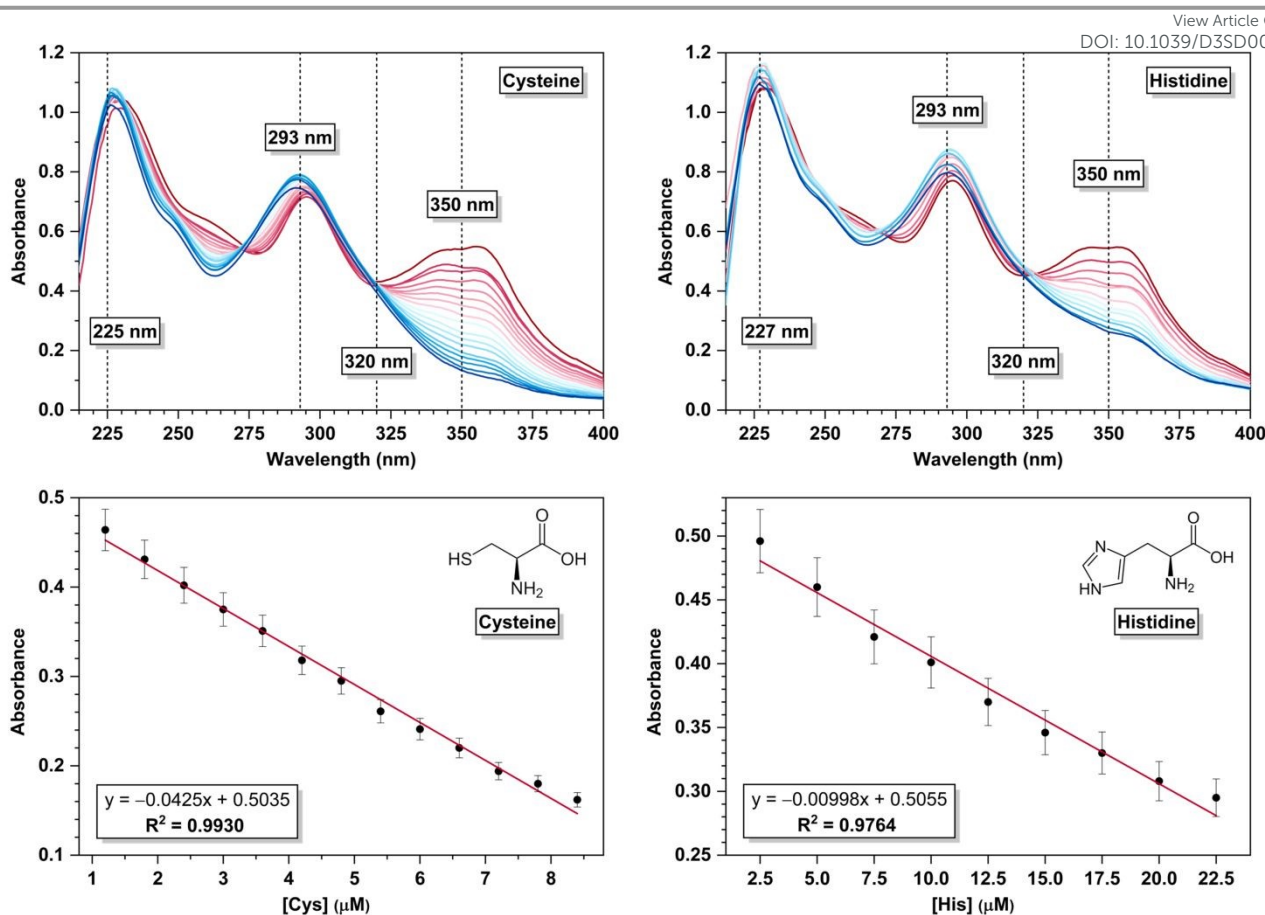 View Article
DOI: 10.1039/D3SD00
1.2
1.0
0.8
0.6
0.4
0.2
0.0
Absorbance
Cysteine
293 nm
350 nm
225 nm
320 nm
225 250 275 300 325 350 375 400
Wavelength (nm)
1.2
1.0
0.8
0.6
0.4
0.2
0.0
Absorbance
Histidine
293 nm
350 nm
227 nm
320 nm
225 250 275 300 325 350 375 400
Wavelength (nm)
0.5
0.4
0.3
0.2
0.1
Absorbance
O
HS
OH
NH₂
Cysteine
y = −0.0425x + 0.5035
R² = 0.9930
1 2 3 4 5 6 7 8
[Cys] (μM)
0.50
0.45
0.40
0.35
0.30
0.25
Absorbance
O
N
OH
HN
NH₂
Histidine
y = −0.00998x + 0.5055
R² = 0.9764
2.5 5.0 7.5 10.0 12.5 15.0 17.5 20.0 22.5
[His] (μM)